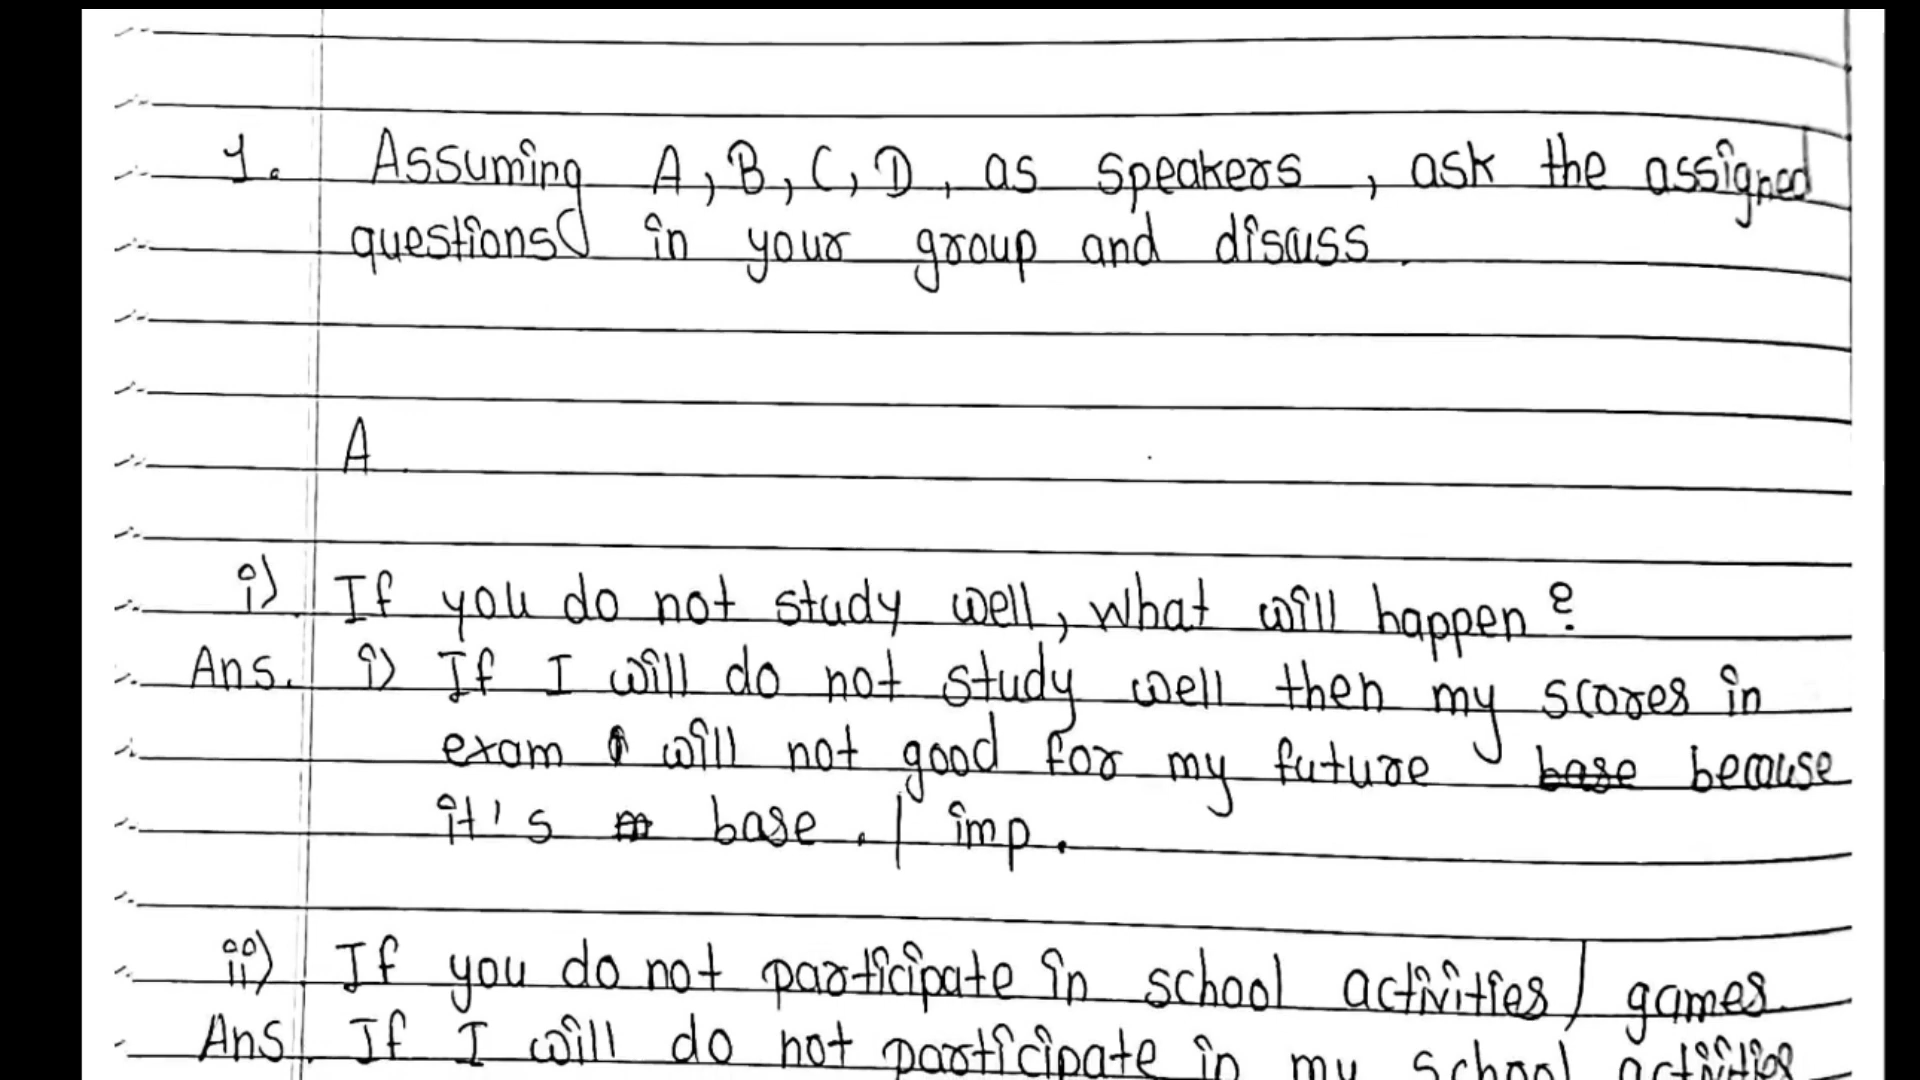 1. Assuming A, B, C, D, as speakers, ask the assigned
questions in your group and discuss.
A
i) If you do not study well, what will happen?
Ans. i) If I will do not study well then my scores in
exam will not good for my future base because
it's base. / imp.
ii) If you do not participate in school activities / games.
Ans. If I will do not participate in my school activities